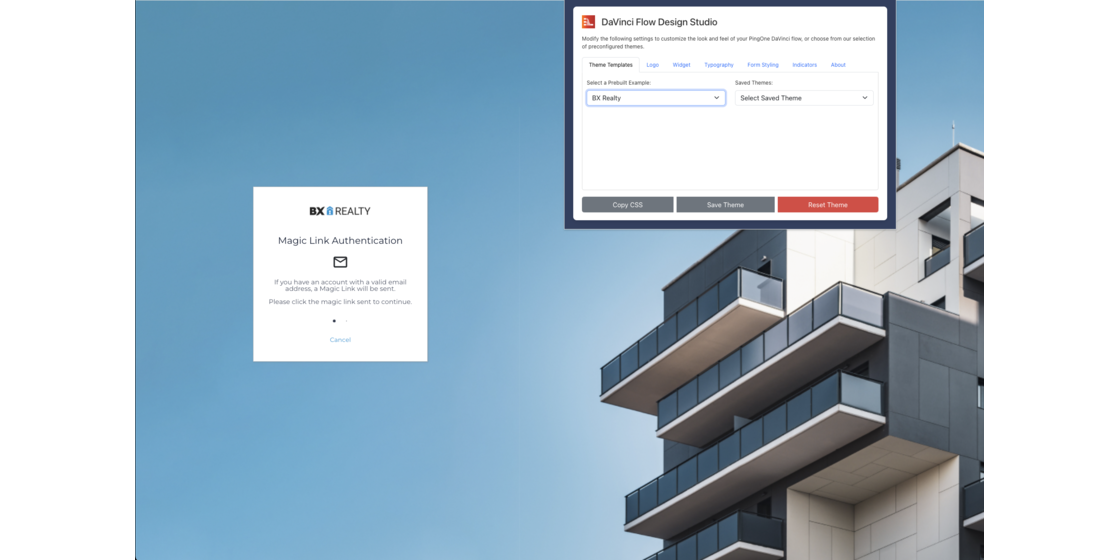 DaVinci Flow Design Studio
Modify the following settings to customize the look and feel of your PingOne DaVinci flow, or choose from our selection
of preconfigured themes.
Theme Templates Logo Widget Typography Form Styling Indicators About
Select a Prebuilt Example: Saved Themes:
BX Realty Select Saved Theme
Copy CSS Save Theme Reset Theme
BX REALTY
Magic Link Authentication
If you have an account with a valid email
address, a Magic Link will be sent.
Please click the magic link sent to continue.
Cancel